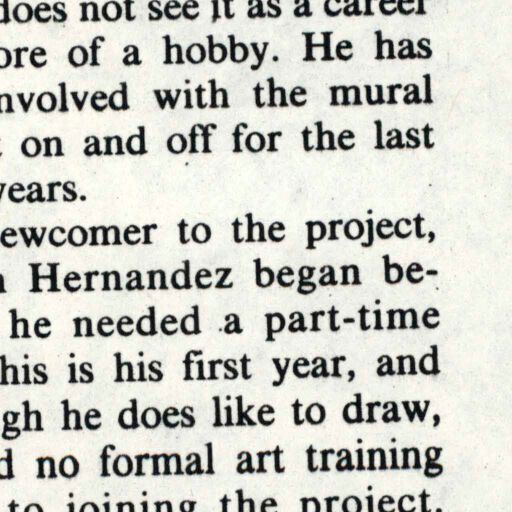 does not see it as a career
ore of a hobby. He has
nvolved with the mural
on and off for the last
years.
ewcomer to the project,
Hernandez began be-
he needed a part-time
his is his first year, and
gh he does like to draw,
d no formal art training
to joining the project.